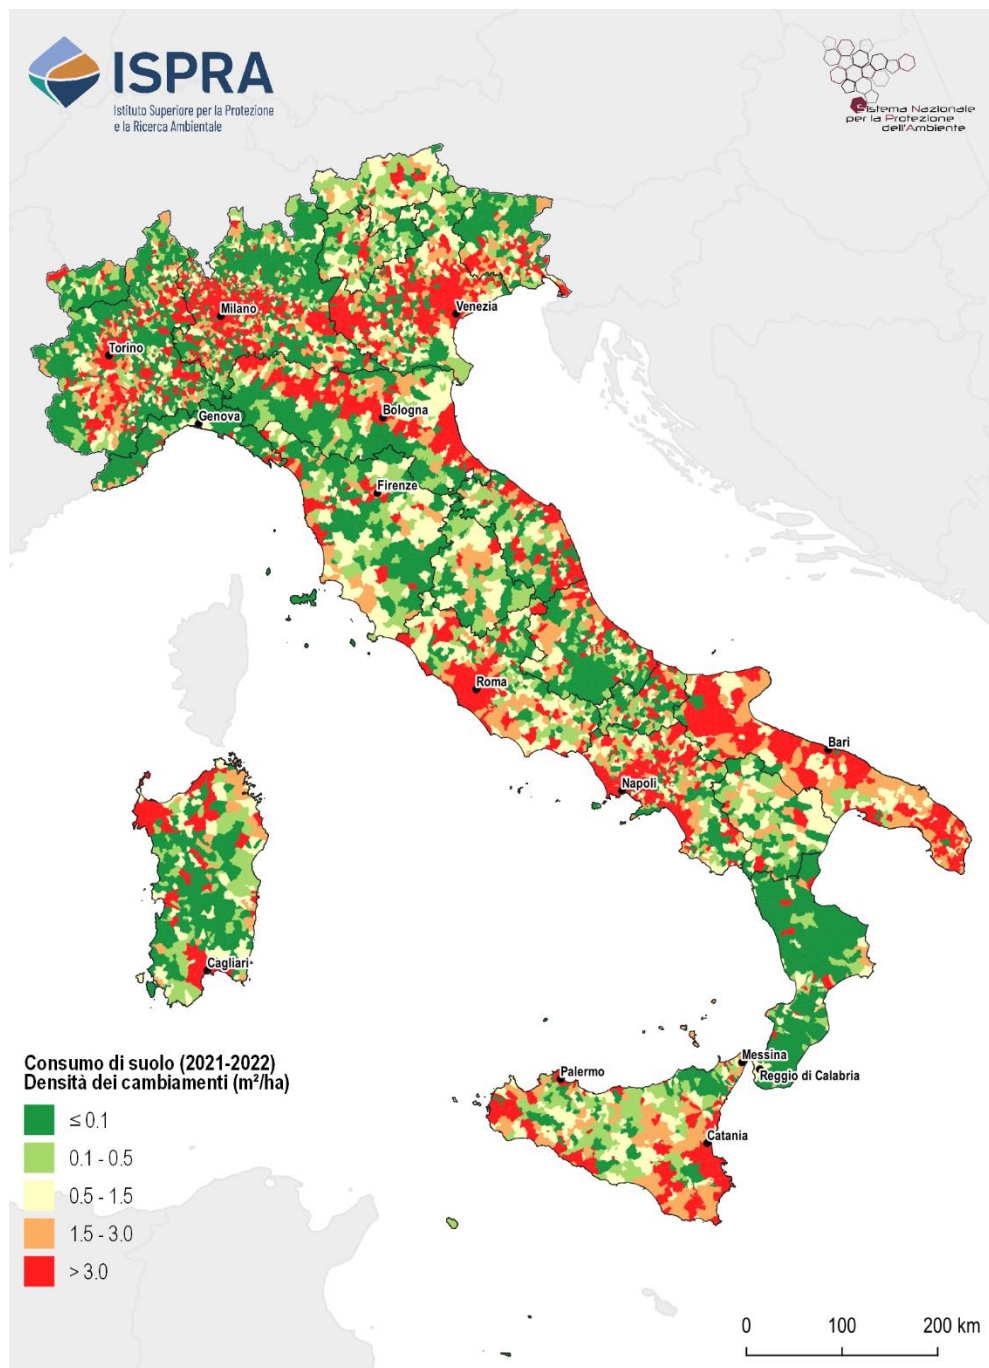 ISPRA
Istituto Superiore per la Protezione
e la Ricerca Ambientale
Sistema Nazionale
per la Protezione
dell'Ambiente
Milano
Venezia
Torino
Genova
Bologna
Firenze
Roma
Bari
Napoli
Cagliari
Messina
Reggio di Calabria
Palermo
Catania
Consumo di suolo (2021-2022)
Densità dei cambiamenti (m²/ha)
≤ 0.1
0.1 - 0.5
0.5 - 1.5
1.5 - 3.0
> 3.0
0 100 200 km